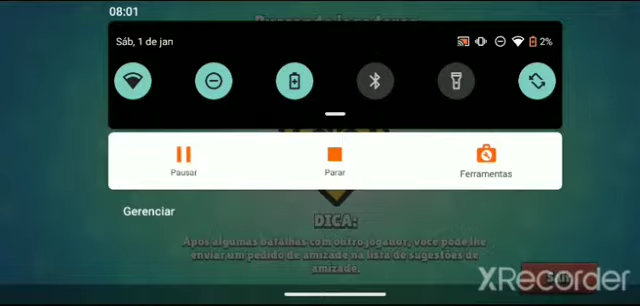 08:01
Sáb, 1 de jan
2%
Pausar
Parar
Ferramentas
Gerenciar
DICA:
Após algumas batalhas com outro jogador, você pode lhe
enviar um pedido de amizade na lista de sugestões de
amizade.
Sair
XRecorder